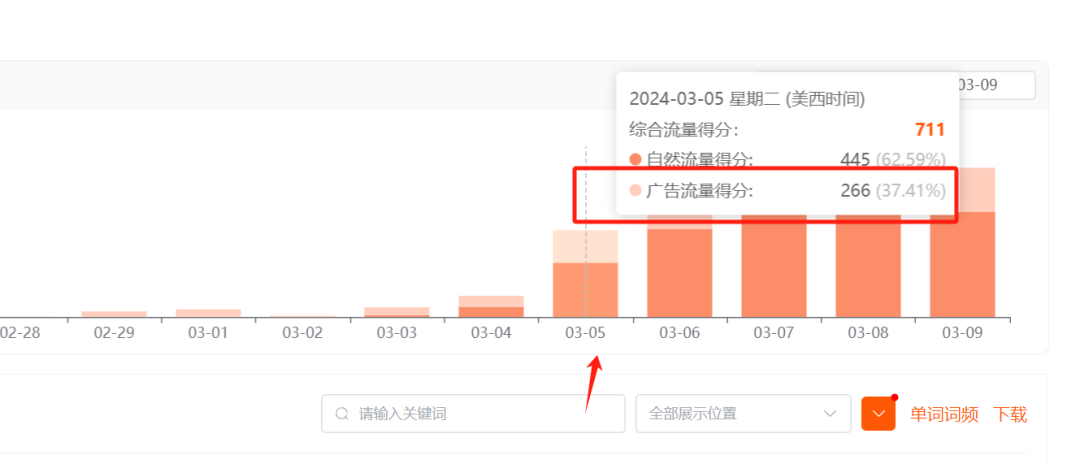 03-09
2024-03-05 星期二 (美西时间)
综合流量得分: 711
自然流量得分: 445 (62.59%)
广告流量得分: 266 (37.41%)
02-28 02-29 03-01 03-02 03-03 03-04 03-05 03-06 03-07 03-08 03-09
请输入关键词 全部展示位置 单词词频 下载